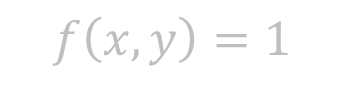 f(x,y) = 1